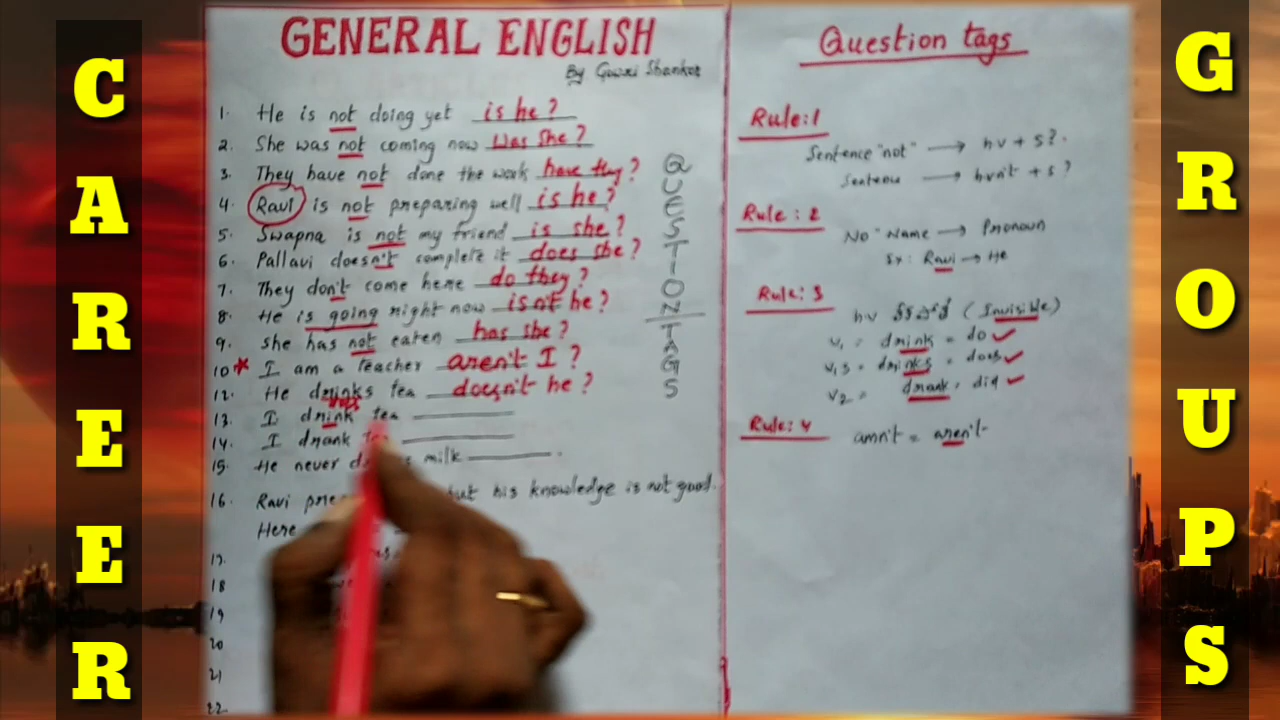 CAREER
GENERAL ENGLISH
By Gowri Shankar
1. He is not doing yet is he?
2. She was not coming now was she?
3. They have not done the work have they?
4. Ravi is not preparing well is he?
5. Swapna is not my friend is she?
6. Pallavi doesn't complete it does she?
7. They don't come here do they?
8. He is going right now isn't he?
9. She has not eaten has she?
10* I am a teacher aren't I?
12. He drinks tea doesn't he?
13. I drink tea
14. I drank
15. He never milk
16. Ravi but his knowledge is not good.
Here
17.
18
19
20
21
22
QUESTION TAGS
Question tags
Rule:1
Sentence "not" → hv + s?
Sentence → hvn't + s?
Rule: 2
No "Name → Pronoun
Ex: Ravi → He
Rule: 3
hv (Invisible)
V1 = drink = do ✓
V1 s = drinks = does ✓
V2 = drank = did ✓
Rule: 4
amn't = aren't
GROUPS